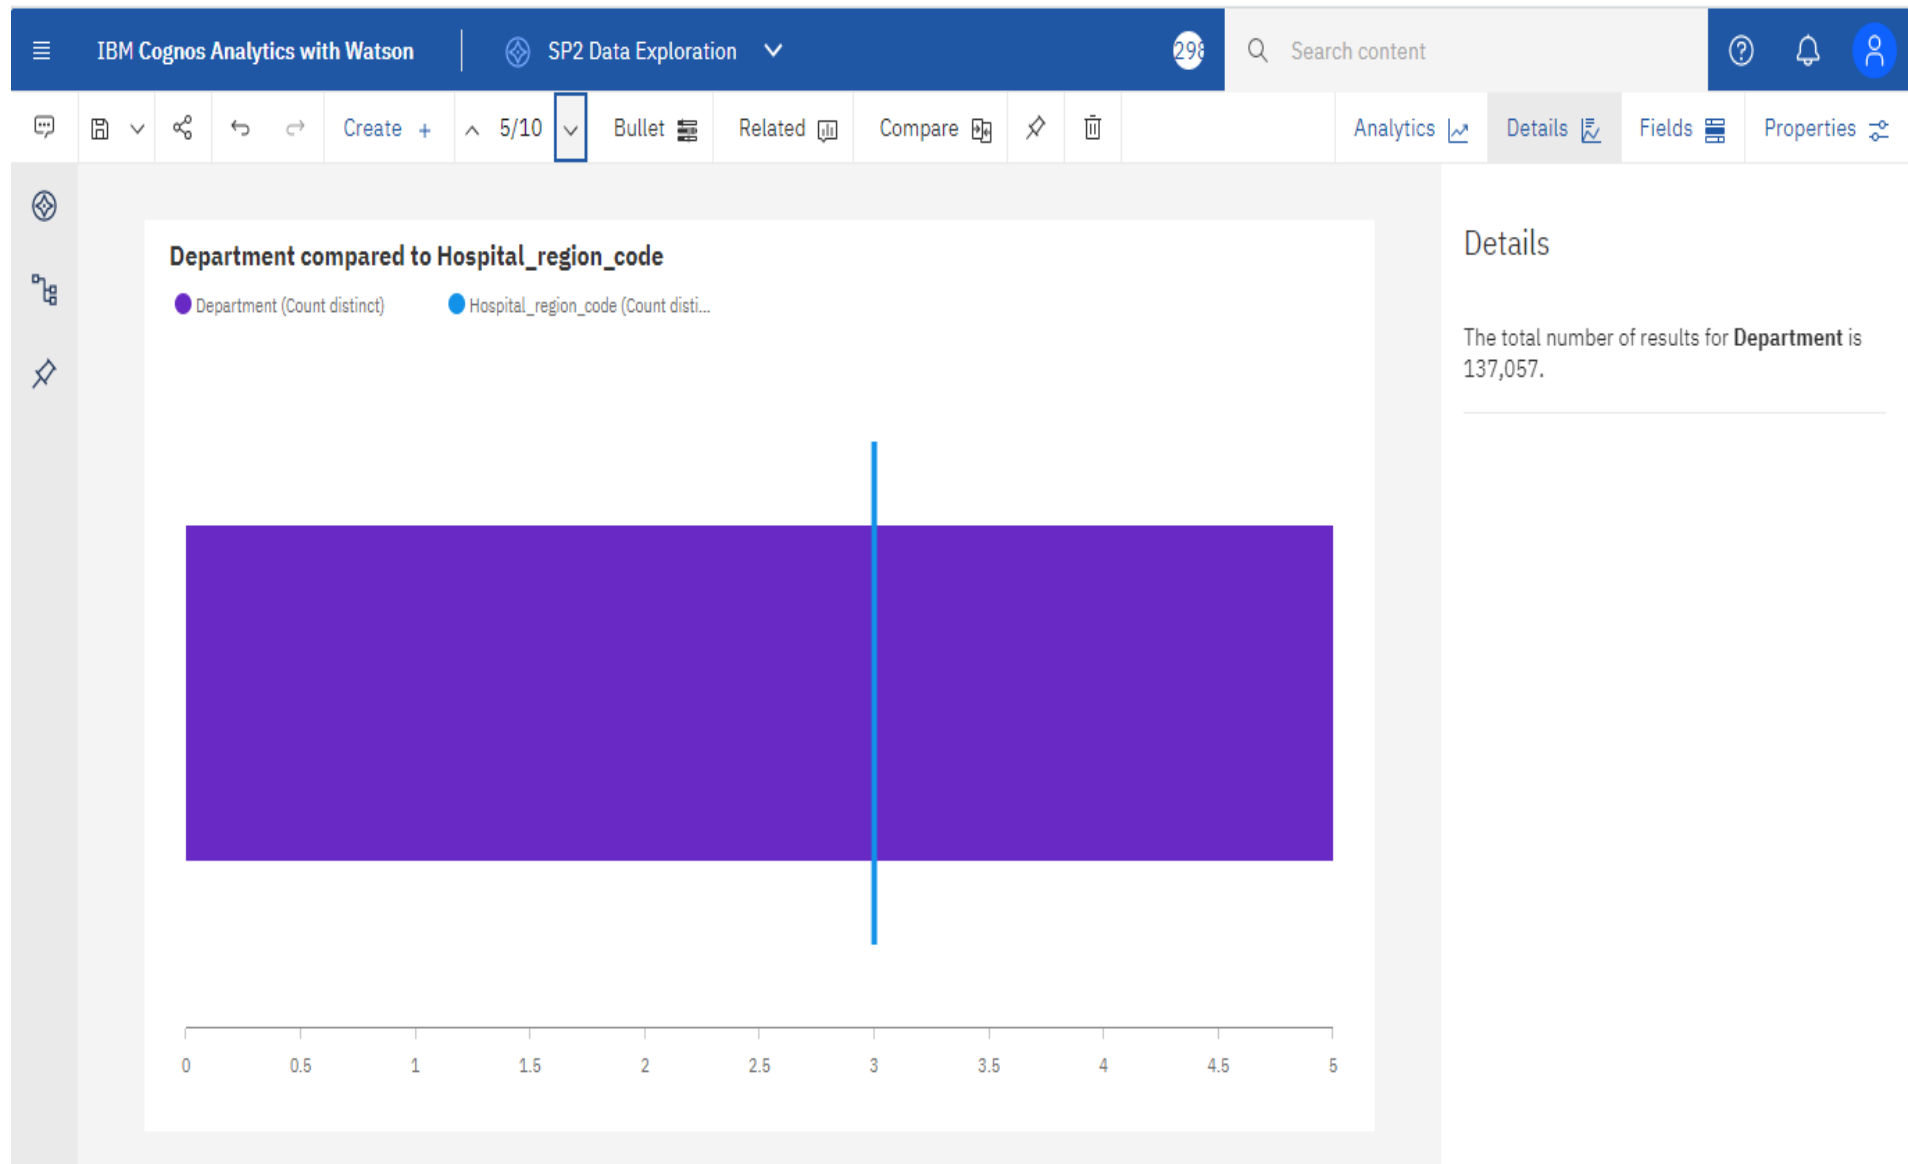 IBM Cognos Analytics with Watson
SP2 Data Exploration
298
Search content
Create +
5/10
Bullet
Related
Compare
Analytics
Details
Fields
Properties
Department compared to Hospital_region_code
Department (Count distinct)
Hospital_region_code (Count disti...
0 0.5 1 1.5 2 2.5 3 3.5 4 4.5 5
Details
The total number of results for Department is
137,057.